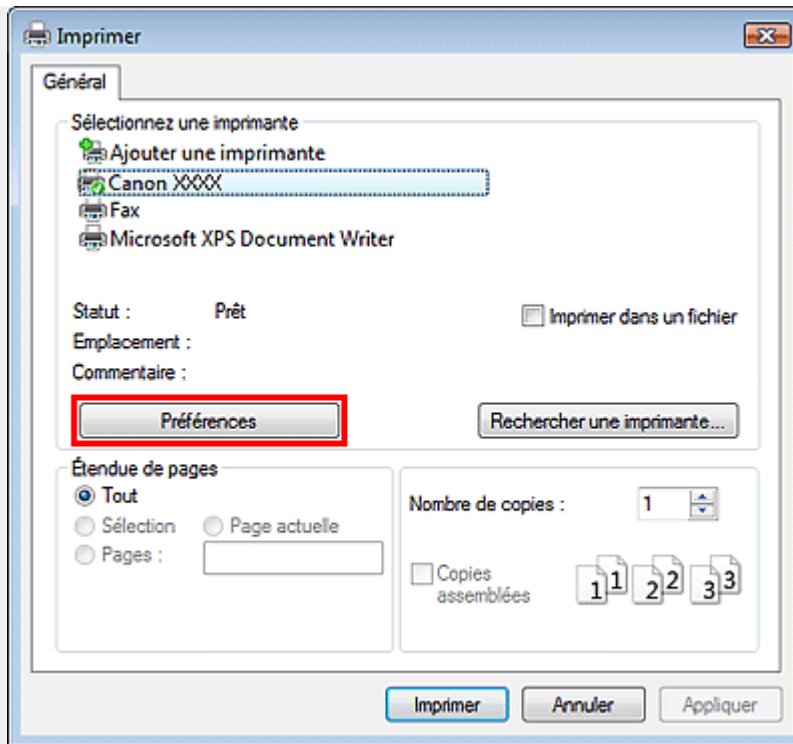 Imprimer
Général
Sélectionnez une imprimante
Ajouter une imprimante
Canon XXXX
Fax
Microsoft XPS Document Writer
Statut : Prêt
Imprimer dans un fichier
Emplacement :
Commentaire :
Préférences
Rechercher une imprimante...
Étendue de pages
Tout
Sélection
Page actuelle
Pages :
Nombre de copies : 1
Copies
assemblées
1 1 2 2 3 3
Imprimer
Annuler
Appliquer